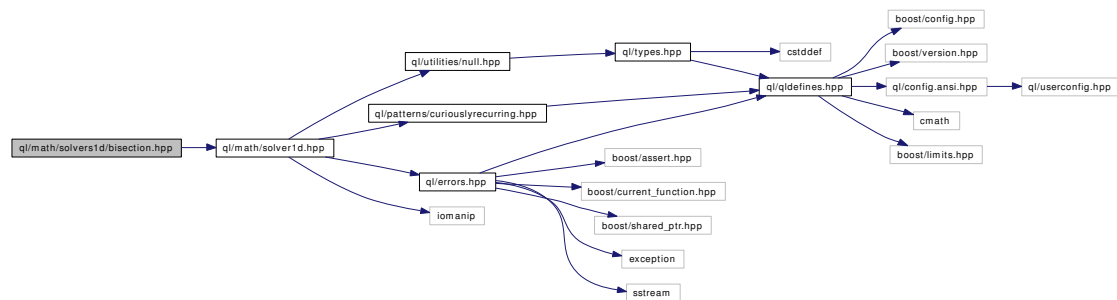 boost/config.hpp
ql/utilities/null.hpp
ql/types.hpp
cstddef
boost/version.hpp
ql/qldefines.hpp
ql/config.ansi.hpp
ql/userconfig.hpp
ql/patterns/curiouslyrecurring.hpp
cmath
ql/math/solvers1d/bisection.hpp
ql/math/solver1d.hpp
boost/assert.hpp
boost/limits.hpp
ql/errors.hpp
boost/current_function.hpp
iomanip
boost/shared_ptr.hpp
exception
sstream